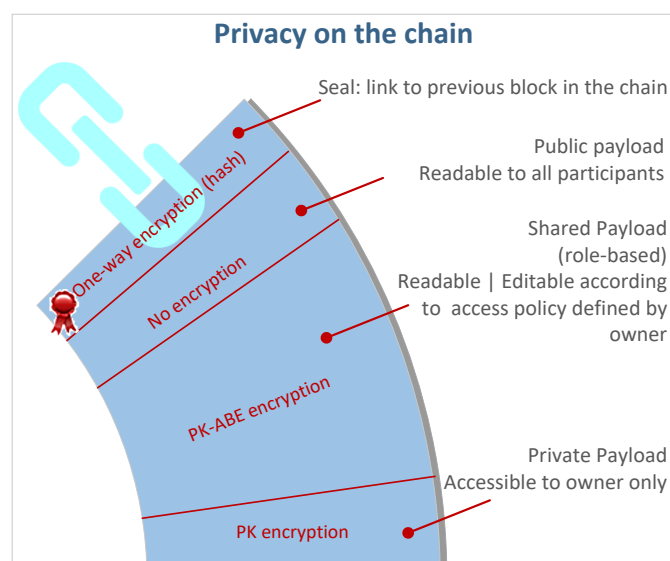 Privacy on the chain
Seal: link to previous block in the chain
One-way encryption (hash)
Public payload
Readable to all participants
No encryption
Shared Payload
(role-based)
Readable | Editable according
to access policy defined by
owner
PK-ABE encryption
Private Payload
Accessible to owner only
PK encryption